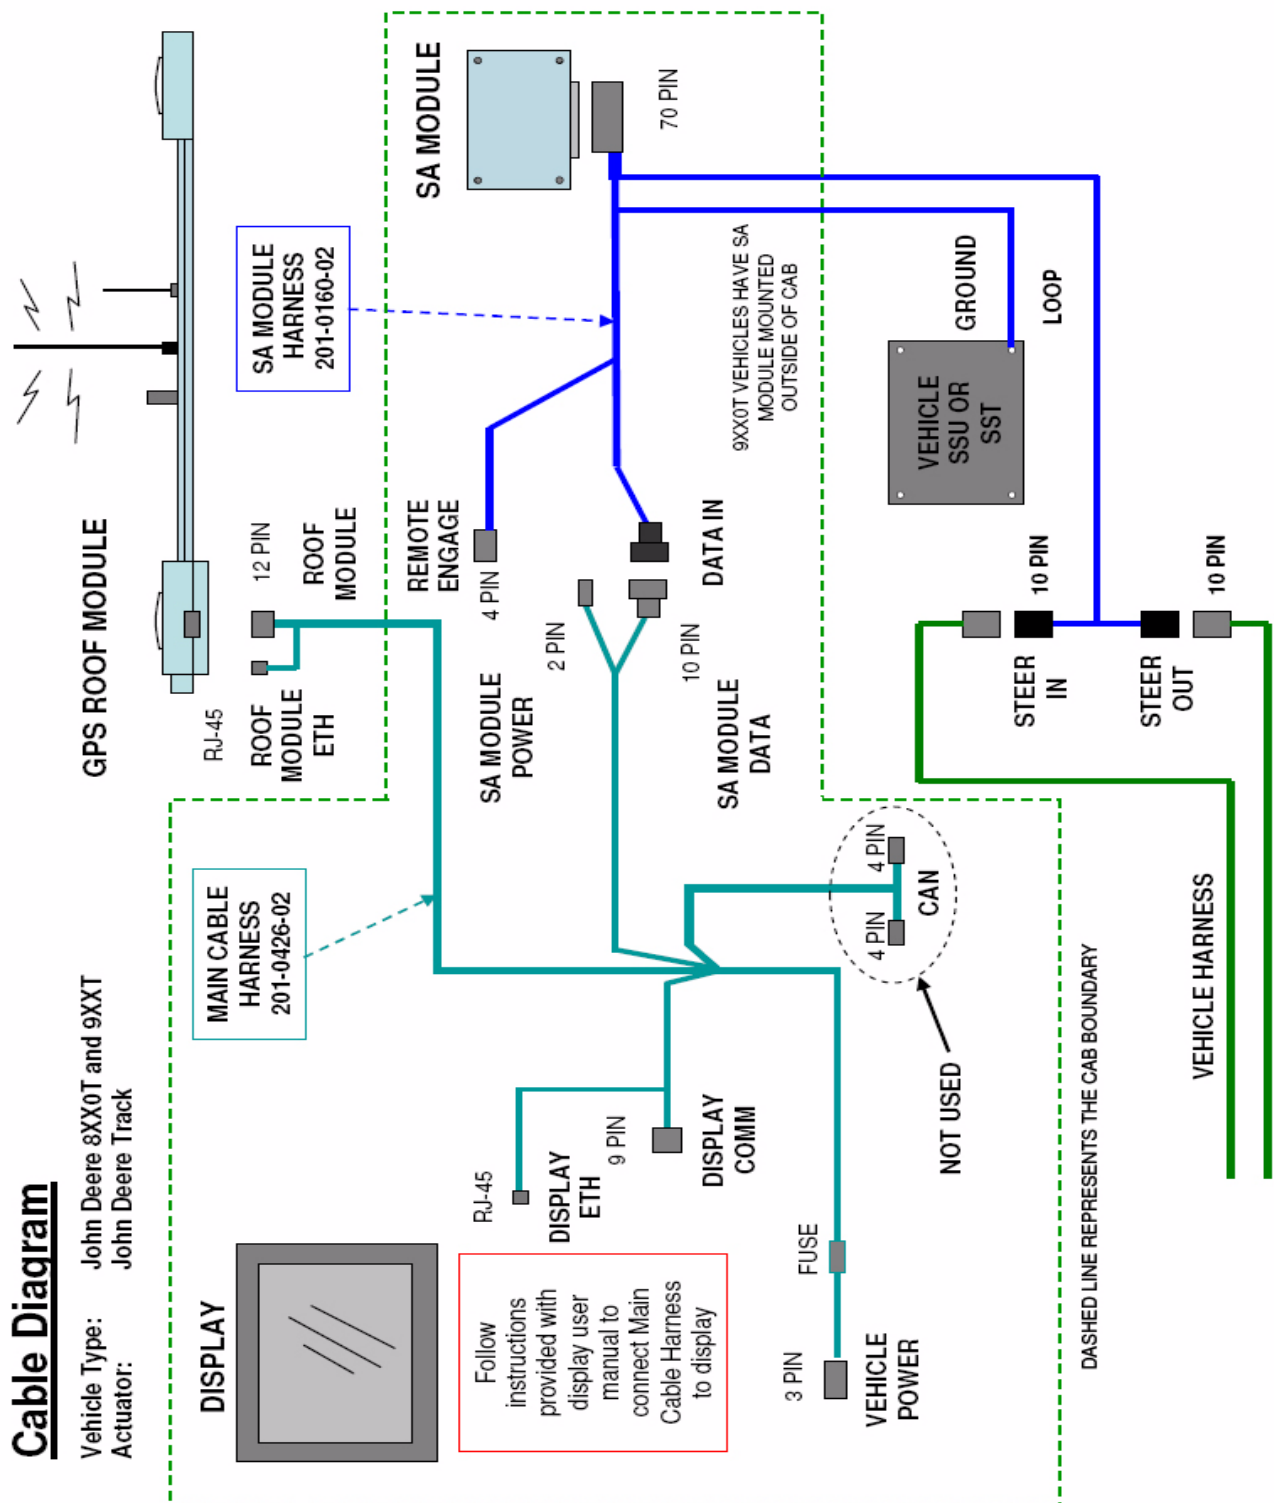 Cable Diagram
Vehicle Type: John Deere 8XX0T and 9XXT
Actuator: John Deere Track
DISPLAY
Follow
instructions
provided with
display user
manual to
connect Main
Cable Harness
to display
MAIN CABLE
HARNESS
201-0426-02
GPS ROOF MODULE
RJ-45
ROOF
MODULE
ETH
12 PIN
ROOF
MODULE
SA MODULE
HARNESS
201-0160-02
SA MODULE
70 PIN
REMOTE
ENGAGE
4 PIN
2 PIN
SA MODULE
POWER
10 PIN
SA MODULE
DATA
DATA IN
9XX0T VEHICLES HAVE SA
MODULE MOUNTED
OUTSIDE OF CAB
RJ-45
DISPLAY
ETH
9 PIN
DISPLAY
COMM
FUSE
3 PIN
VEHICLE
POWER
4 PIN
4 PIN
CAN
NOT USED
VEHICLE
SSU OR
SST
GROUND
LOOP
STEER
IN
10 PIN
STEER
OUT
10 PIN
VEHICLE HARNESS
DASHED LINE REPRESENTS THE CAB BOUNDARY